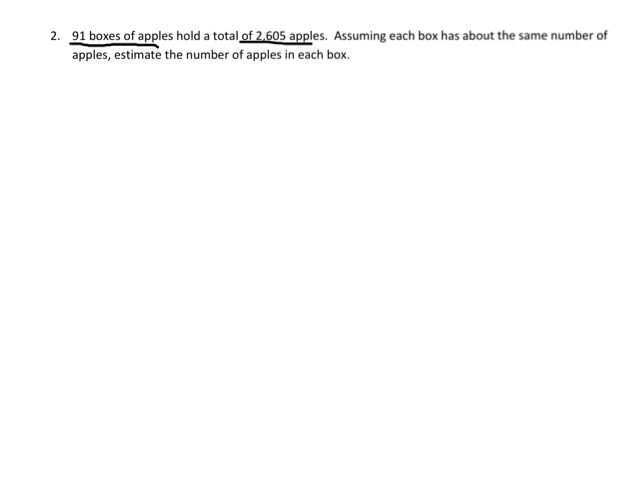 2. 91 boxes of apples hold a total of 2,605 apples. Assuming each box has about the same number of
apples, estimate the number of apples in each box.